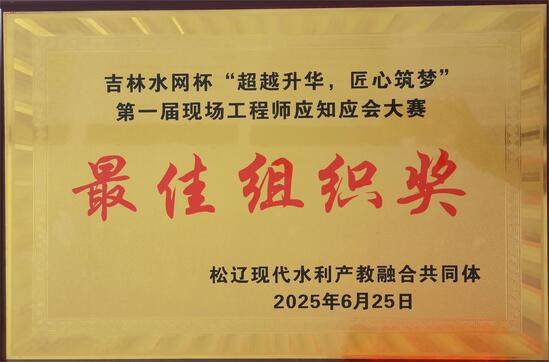 吉林水网杯“超越升华，匠心筑梦”
第一届现场工程师应知应会大赛
最佳组织奖
松辽现代水利产教融合共同体
2025年6月25日